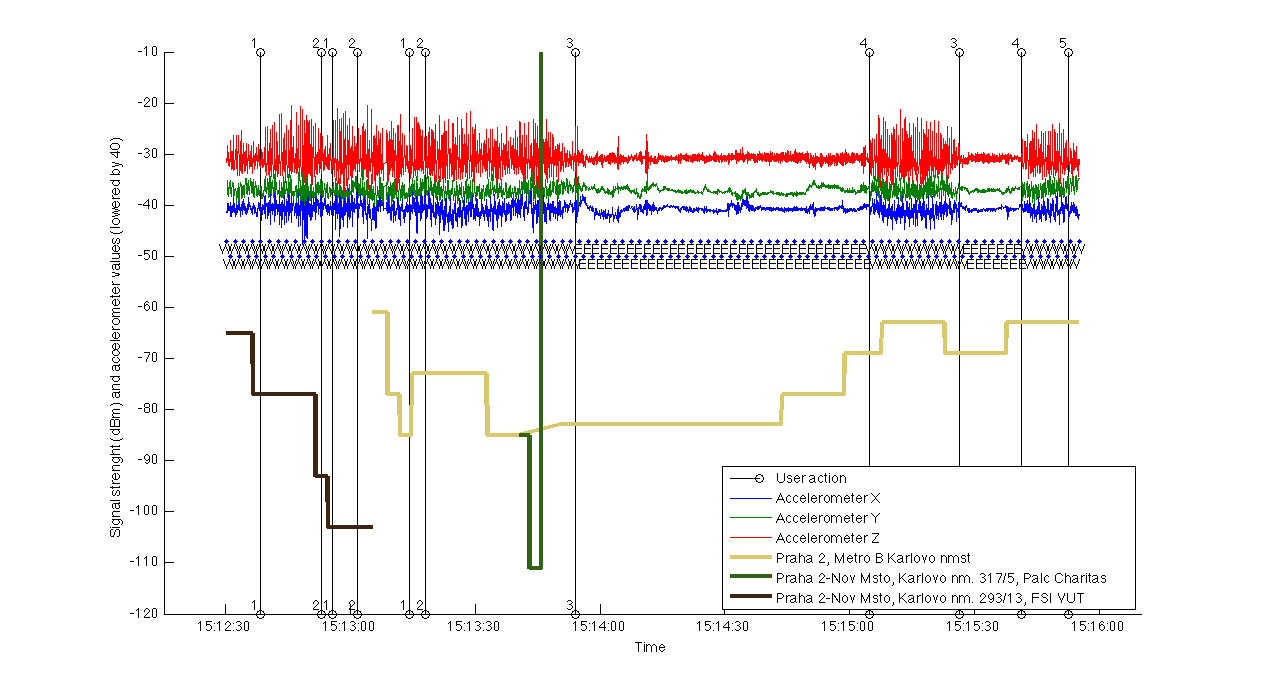 1 2 1 2 1 2 3 4 3 4 5
-10
-20
-30
-40
-50
-60
-70
-80
-90
-100
-110
-120
Signal strenght (dBm) and accelerometer values (lowered by 40)
User action
Accelerometer X
Accelerometer Y
Accelerometer Z
Praha 2, Metro B Karlovo nmst
Praha 2-Nov Msto, Karlovo nm. 317/5, Palc Charitas
Praha 2-Nov Msto, Karlovo nm. 293/13, FSI VUT
1 2 1 2 1 2 3
15:12:30 15:13:00 15:13:30 15:14:00 15:14:30 15:15:00 15:15:30 15:16:00
Time